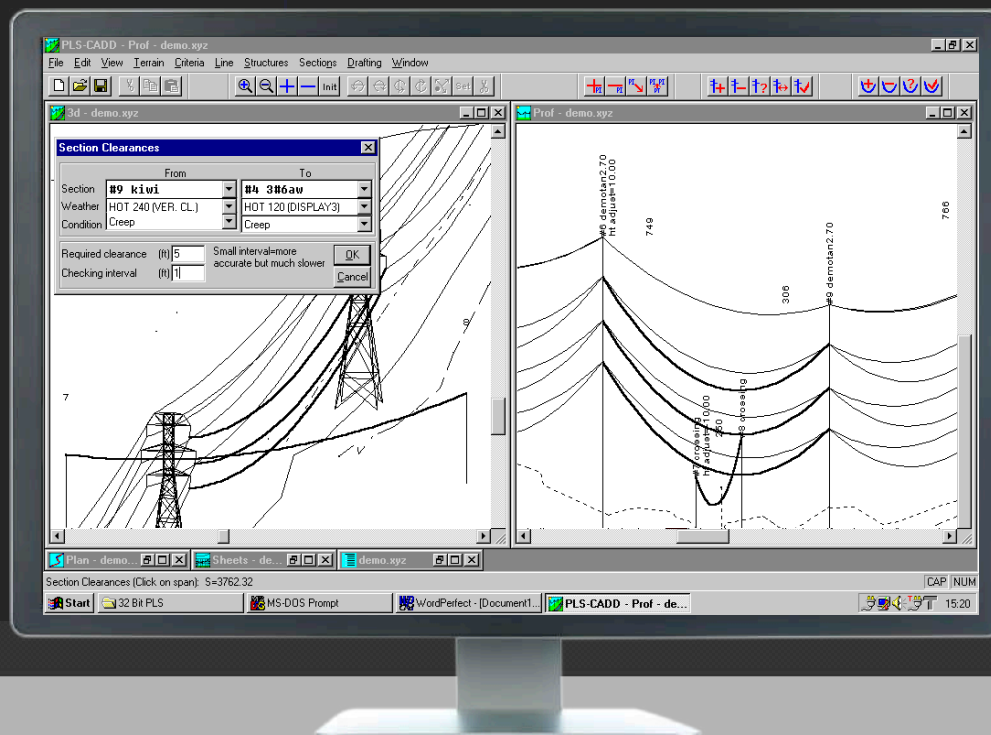 PLS-CADD - Prof - demo.xyz
File Edit View Terrain Criteria Line Structures Sections Drafting Window
Init Set
3d - demo.xyz
Section Clearances
From To
Section #9 kiwi #4 3#6aw
Weather HOT 240 (VER. CL.) HOT 120 (DISPLAY3)
Condition Creep Creep
Required clearance (ft) 5 Small interval=more
accurate but much slower OK
Checking interval (ft) 1
Cancel
7
8
Prof - demo.xyz
#6 demotan2.70
ht adjust=10.00
749
306
#9 demotan2.70
766
#7 crossing
ht adjust=10.00
250
#8 crossing
Plan - demo... Sheets - de... demo.xyz
Section Clearances (Click on span): S=3762.32 CAP NUM
Start 32 Bit PLS MS-DOS Prompt WordPerfect - [Document1... PLS-CADD - Prof - de... 15:20